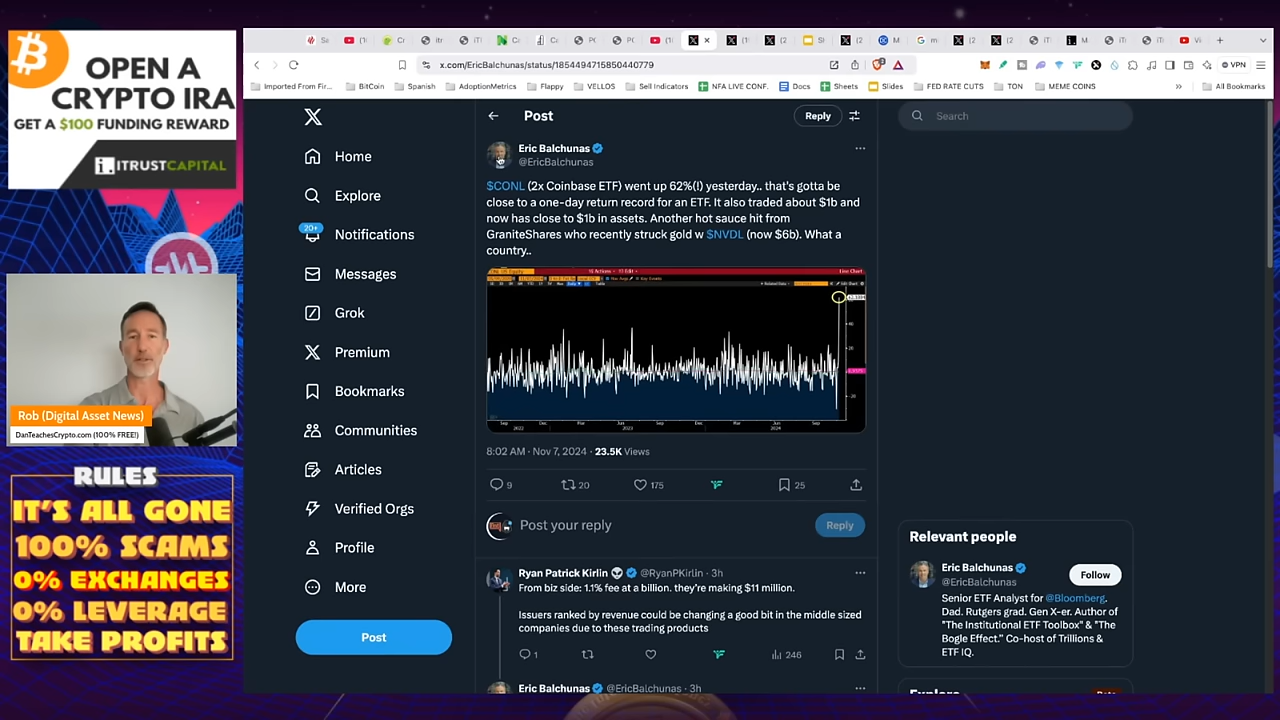 OPEN A
CRYPTO IRA
GET A $100 FUNDING REWARD
i. iTRUSTCAPITAL
Rob (Digital Asset News)
DanTeachesCrypto.com (100% FREE!)
RULES
IT'S ALL GONE
100% SCAMS
0% EXCHANGES
0% LEVERAGE
TAKE PROFITS
x.com/EricBalchunas/status/1854494715850440779
VPN
Imported From Fir...
BitCoin
Spanish
AdoptionMetrics
Flappy
VELLOS
Sell Indicators
NFA LIVE CONF.
Docs
Sheets
Slides
FED RATE CUTS
TON
MEME COINS
All Bookmarks
Home
Explore
20+
Notifications
Messages
Grok
Premium
Bookmarks
Communities
Articles
Verified Orgs
Profile
More
Post
Post
Reply
Eric Balchunas
@EricBalchunas
$CONL (2x Coinbase ETF) went up 62%(!) yesterday.. that's gotta be
close to a one-day return record for an ETF. It also traded about $1b and
now has close to $1b in assets. Another hot sauce hit from
GraniteShares who recently struck gold w $NVDL (now $6b). What a
country..
8:02 AM · Nov 7, 2024 · 23.5K Views
9
20
175
25
Post your reply
Reply
Ryan Patrick Kirlin @RyanPKirlin · 3h
From biz side: 1.1% fee at a billion. they're making $11 million.
Issuers ranked by revenue could be changing a good bit in the middle sized
companies due to these trading products
1
246
Eric Balchunas @EricBalchunas · 3h
Search
Relevant people
Eric Balchunas
@EricBalchunas
Follow
Senior ETF Analyst for @Bloomberg.
Dad. Rutgers grad. Gen X-er. Author of
"The Institutional ETF Toolbox" & "The
Bogle Effect." Co-host of Trillions &
ETF IQ.